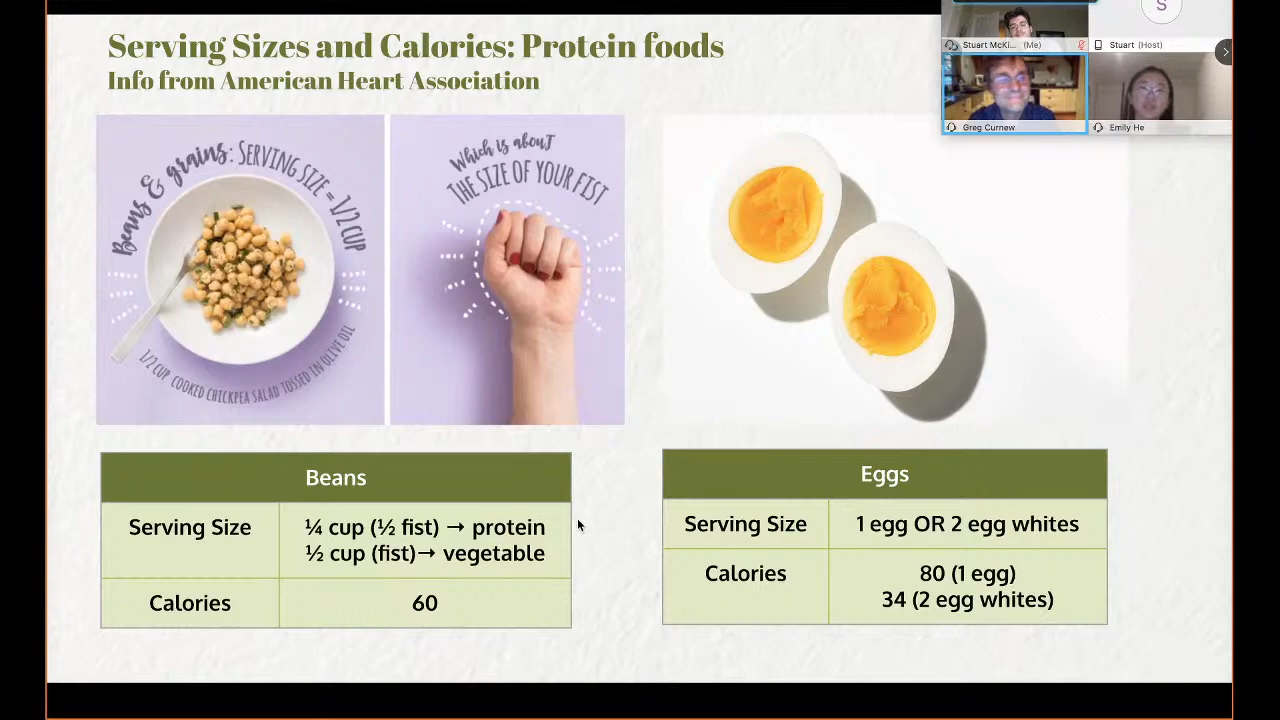 Serving Sizes and Calories: Protein foods
Info from American Heart Association
Stuart McKi... (Me)
Stuart (Host)
S
Greg Curnew
Emily He
Beans & grains: SERVING SIZE = 1/2 CUP
1/2 CUP COOKED CHICKPEA SALAD TOSSED IN OLIVE OIL
Which is about
THE SIZE OF YOUR FIST
Beans
Serving Size
¼ cup (½ fist) → protein
½ cup (fist)→ vegetable
Calories
60
Eggs
Serving Size
1 egg OR 2 egg whites
Calories
80 (1 egg)
34 (2 egg whites)